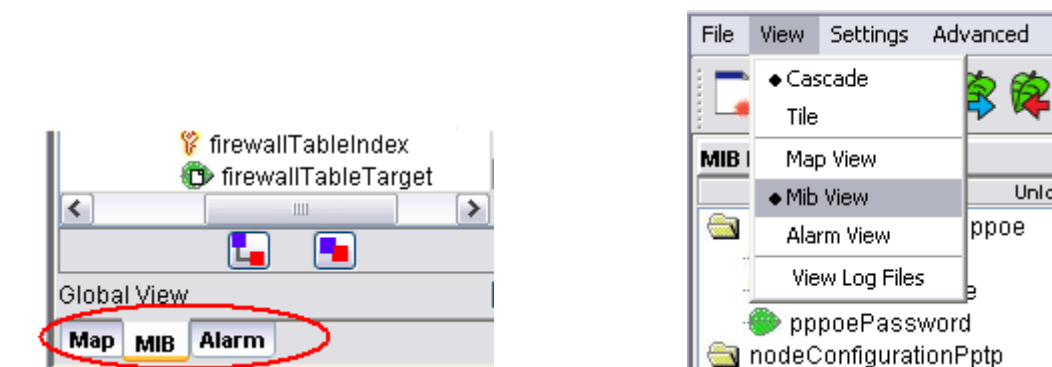 firewallTableIndex
firewallTableTarget
Global View
Map MIB Alarm
File View Settings Advanced
Cascade
Tile
MIB
Map View
Mib View
Alarm View
ppoe
View Log Files
pppoePassword
nodeConfigurationPptp